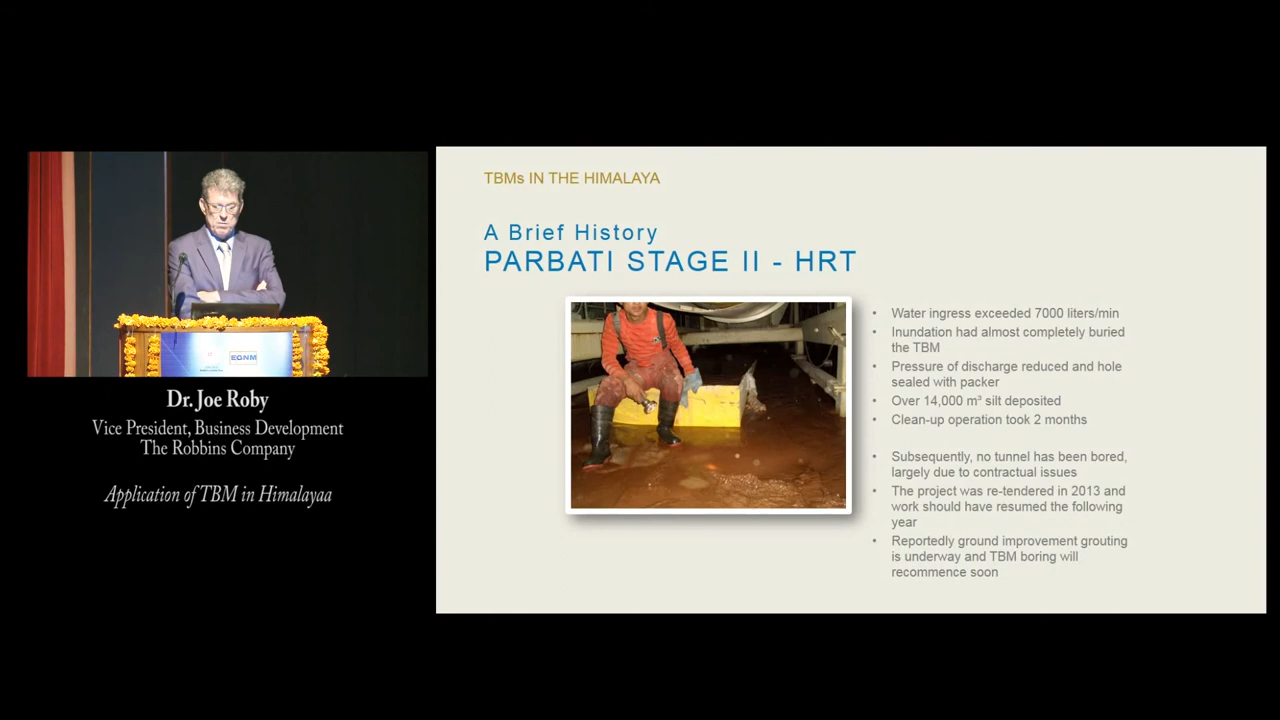 EGNM
Dr. Joe Roby
Vice President, Business Development
The Robbins Company
Application of TBM in Himalayaa
TBMs IN THE HIMALAYA
A Brief History
PARBATI STAGE II - HRT
• Water ingress exceeded 7000 liters/min
• Inundation had almost completely buried
the TBM
• Pressure of discharge reduced and hole
sealed with packer
• Over 14,000 m³ silt deposited
• Clean-up operation took 2 months
• Subsequently, no tunnel has been bored,
largely due to contractual issues
• The project was re-tendered in 2013 and
work should have resumed the following
year
• Reportedly ground improvement grouting
is underway and TBM boring will
recommence soon